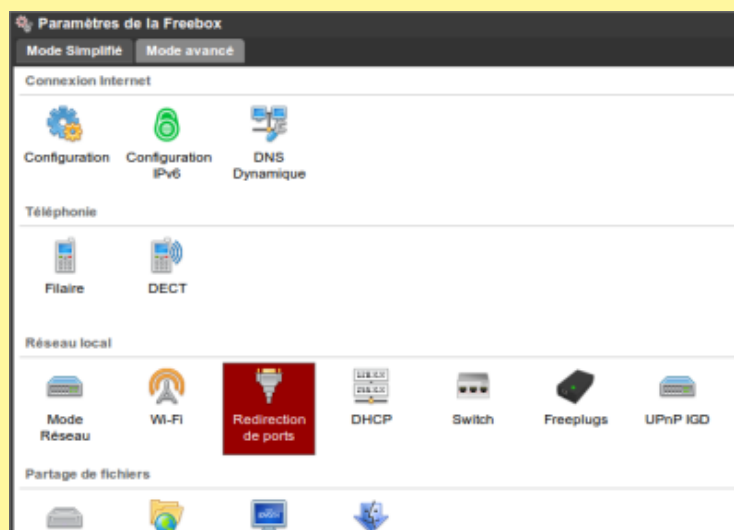 Paramètres de la Freebox
Mode Simplifié Mode avancé
Connexion Internet
Configuration Configuration IPv6 DNS Dynamique
Téléphonie
Filaire DECT
Réseau local
Mode Réseau Wi-Fi Redirection de ports DHCP Switch Freeplugs UPnP IGD
Partage de fichiers